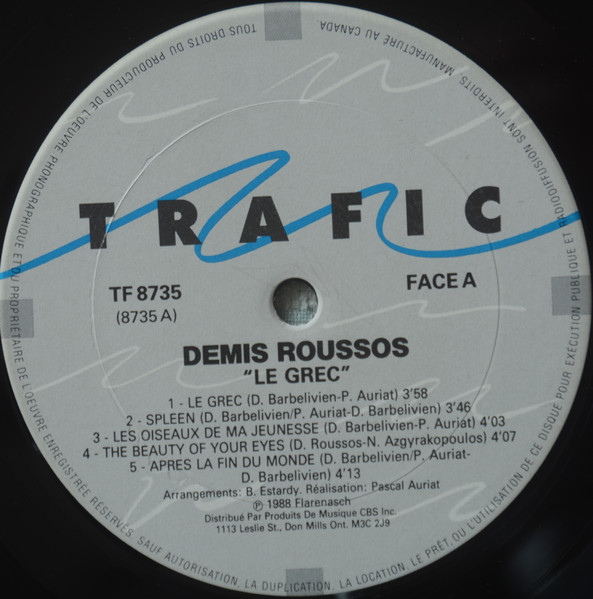 TRAFIC
TF 8735
(8735 A)
FACE A
DEMIS ROUSSOS
"LE GREC"
1 - LE GREC (D. Barbelivien-P. Auriat) 3'58
2 - SPLEEN (D. Barbelivien/P. Auriat-D. Barbelivien) 3'46
3 - LES OISEAUX DE MA JEUNESSE (D. Barbelivien-P. Auriat) 4'03
4 - THE BEAUTY OF YOUR EYES (D. Roussos-N. Azgyrakopoulos) 4'07
5 - APRES LA FIN DU MONDE (D. Barbelivien/P. Auriat-
D. Barbelivien) 4'13
Arrangements: B. Estardy. Réalisation: Pascal Auriat
℗ 1988 Flarenasch
Distribué Par Produits De Musique CBS Inc.
1113 Leslie St., Don Mills Ont. M3C 2J9
TOUS DROITS DU PRODUCTEUR DE L'OEUVRE PHONOGRAPHIQUE ET DU PROPRIÉTAIRE DE L'OEUVRE ENREGISTRÉE RÉSERVÉS. SAUF AUTORISATION, LA DUPLICATION, LA LOCATION, LE PRÊT, OU L'UTILISATION DE CE DISQUE POUR EXÉCUTION PUBLIQUE ET RADIODIFFUSION SONT INTERDITS
MANUFACTURÉ AU CANADA